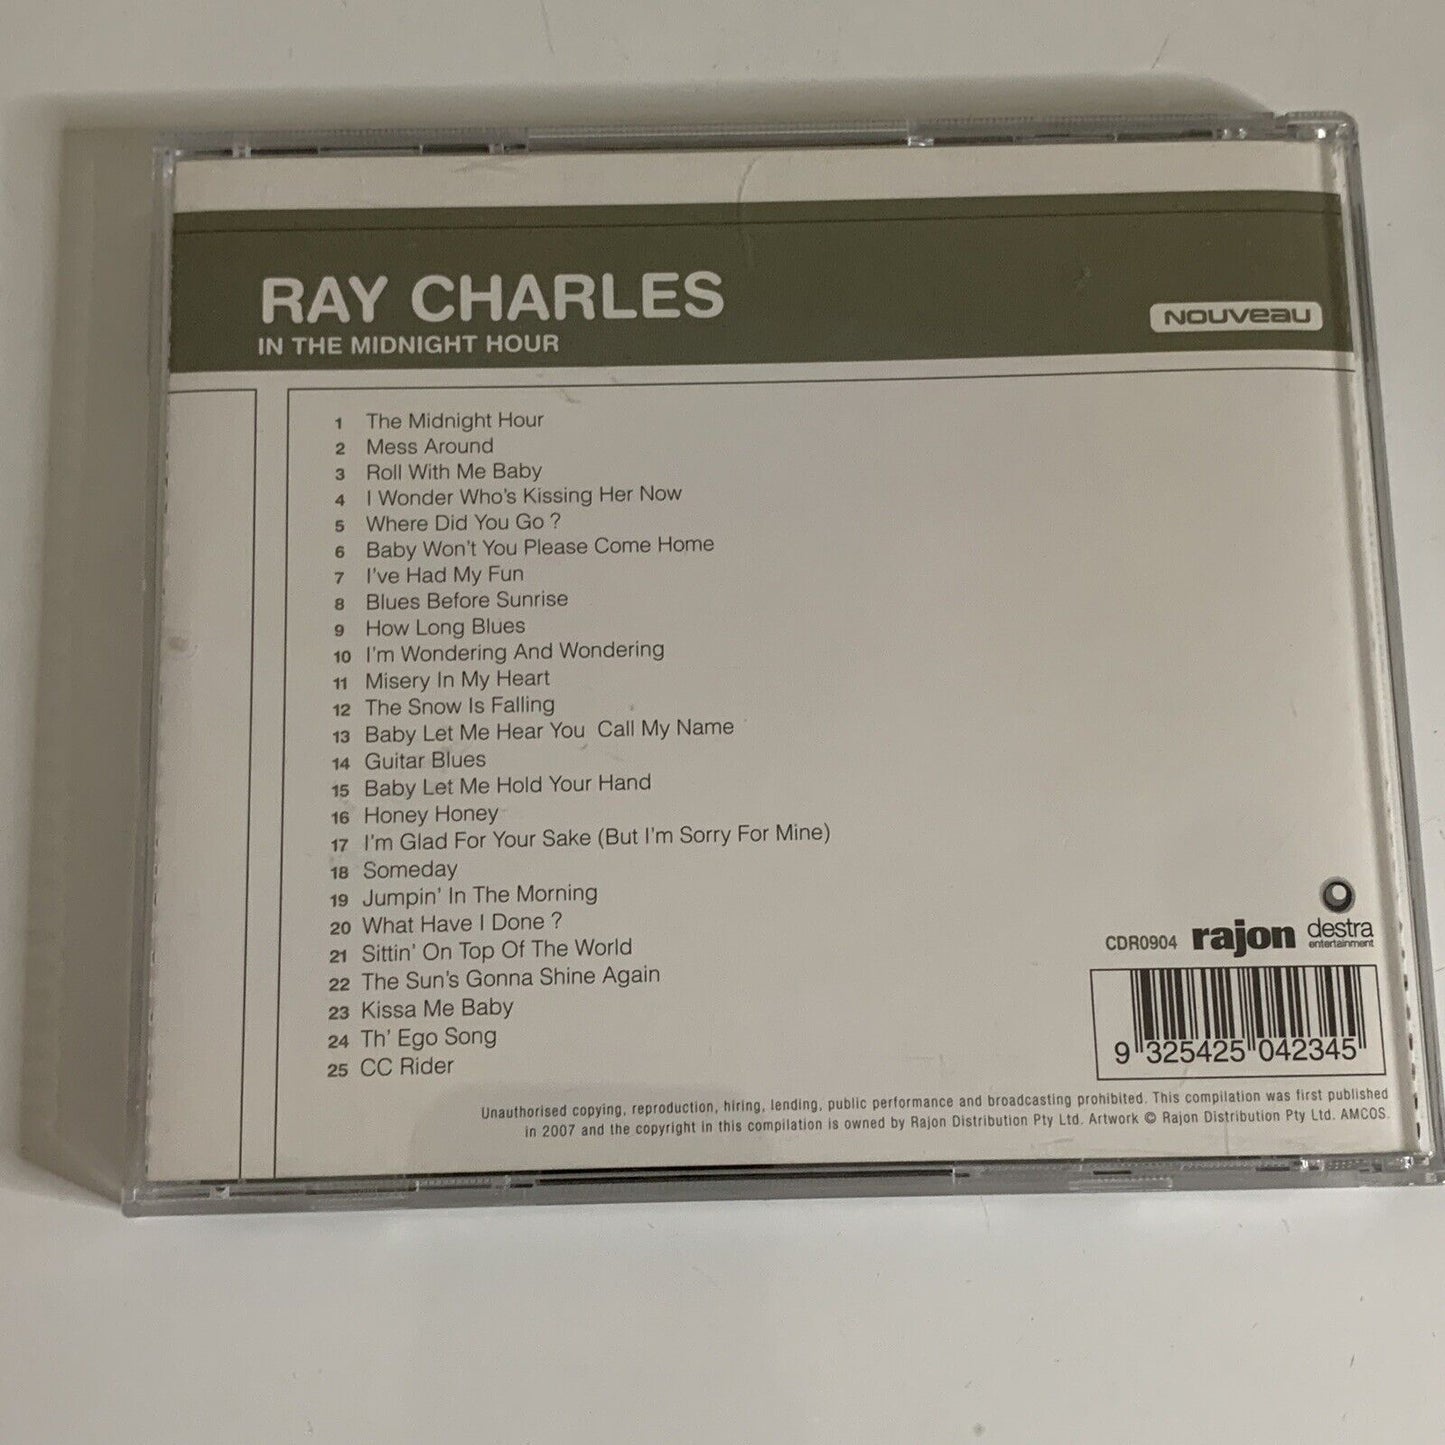 RAY CHARLES
IN THE MIDNIGHT HOUR
NOUVEAU
1 The Midnight Hour
2 Mess Around
3 Roll With Me Baby
4 I Wonder Who's Kissing Her Now
5 Where Did You Go ?
6 Baby Won't You Please Come Home
7 I've Had My Fun
8 Blues Before Sunrise
9 How Long Blues
10 I'm Wondering And Wondering
11 Misery In My Heart
12 The Snow Is Falling
13 Baby Let Me Hear You  Call My Name
14 Guitar Blues
15 Baby Let Me Hold Your Hand
16 Honey Honey
17 I'm Glad For Your Sake (But I'm Sorry For Mine)
18 Someday
19 Jumpin' In The Morning
20 What Have I Done ?
21 Sittin' On Top Of The World
22 The Sun's Gonna Shine Again
23 Kissa Me Baby
24 Th' Ego Song
25 CC Rider
CDR0904 rajon destra
entertainment
9 325425 042345
Unauthorised copying, reproduction, hiring, lending, public performance and broadcasting prohibited. This compilation was first published
in 2007 and the copyright in this compilation is owned by Rajon Distribution Pty Ltd. Artwork © Rajon Distribution Pty Ltd. AMCOS.